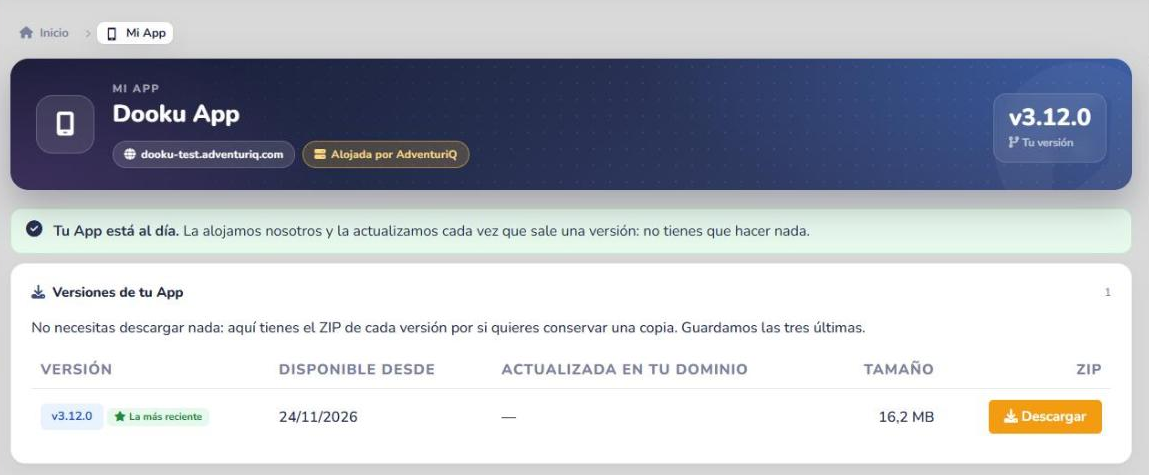 Inicio
Mi App
MI APP
Dooku App
dooku-test.adventuriq.com
Alojada por AdventuriQ
v3.12.0
Tu versión
Tu App está al día. La alojamos nosotros y la actualizamos cada vez que sale una versión: no tienes que hacer nada.
Versiones de tu App
1
No necesitas descargar nada: aquí tienes el ZIP de cada versión por si quieres conservar una copia. Guardamos las tres últimas.
VERSIÓN DISPONIBLE DESDE ACTUALIZADA EN TU DOMINIO TAMAÑO ZIP
v3.12.0 La más reciente 24/11/2026 — 16,2 MB Descargar